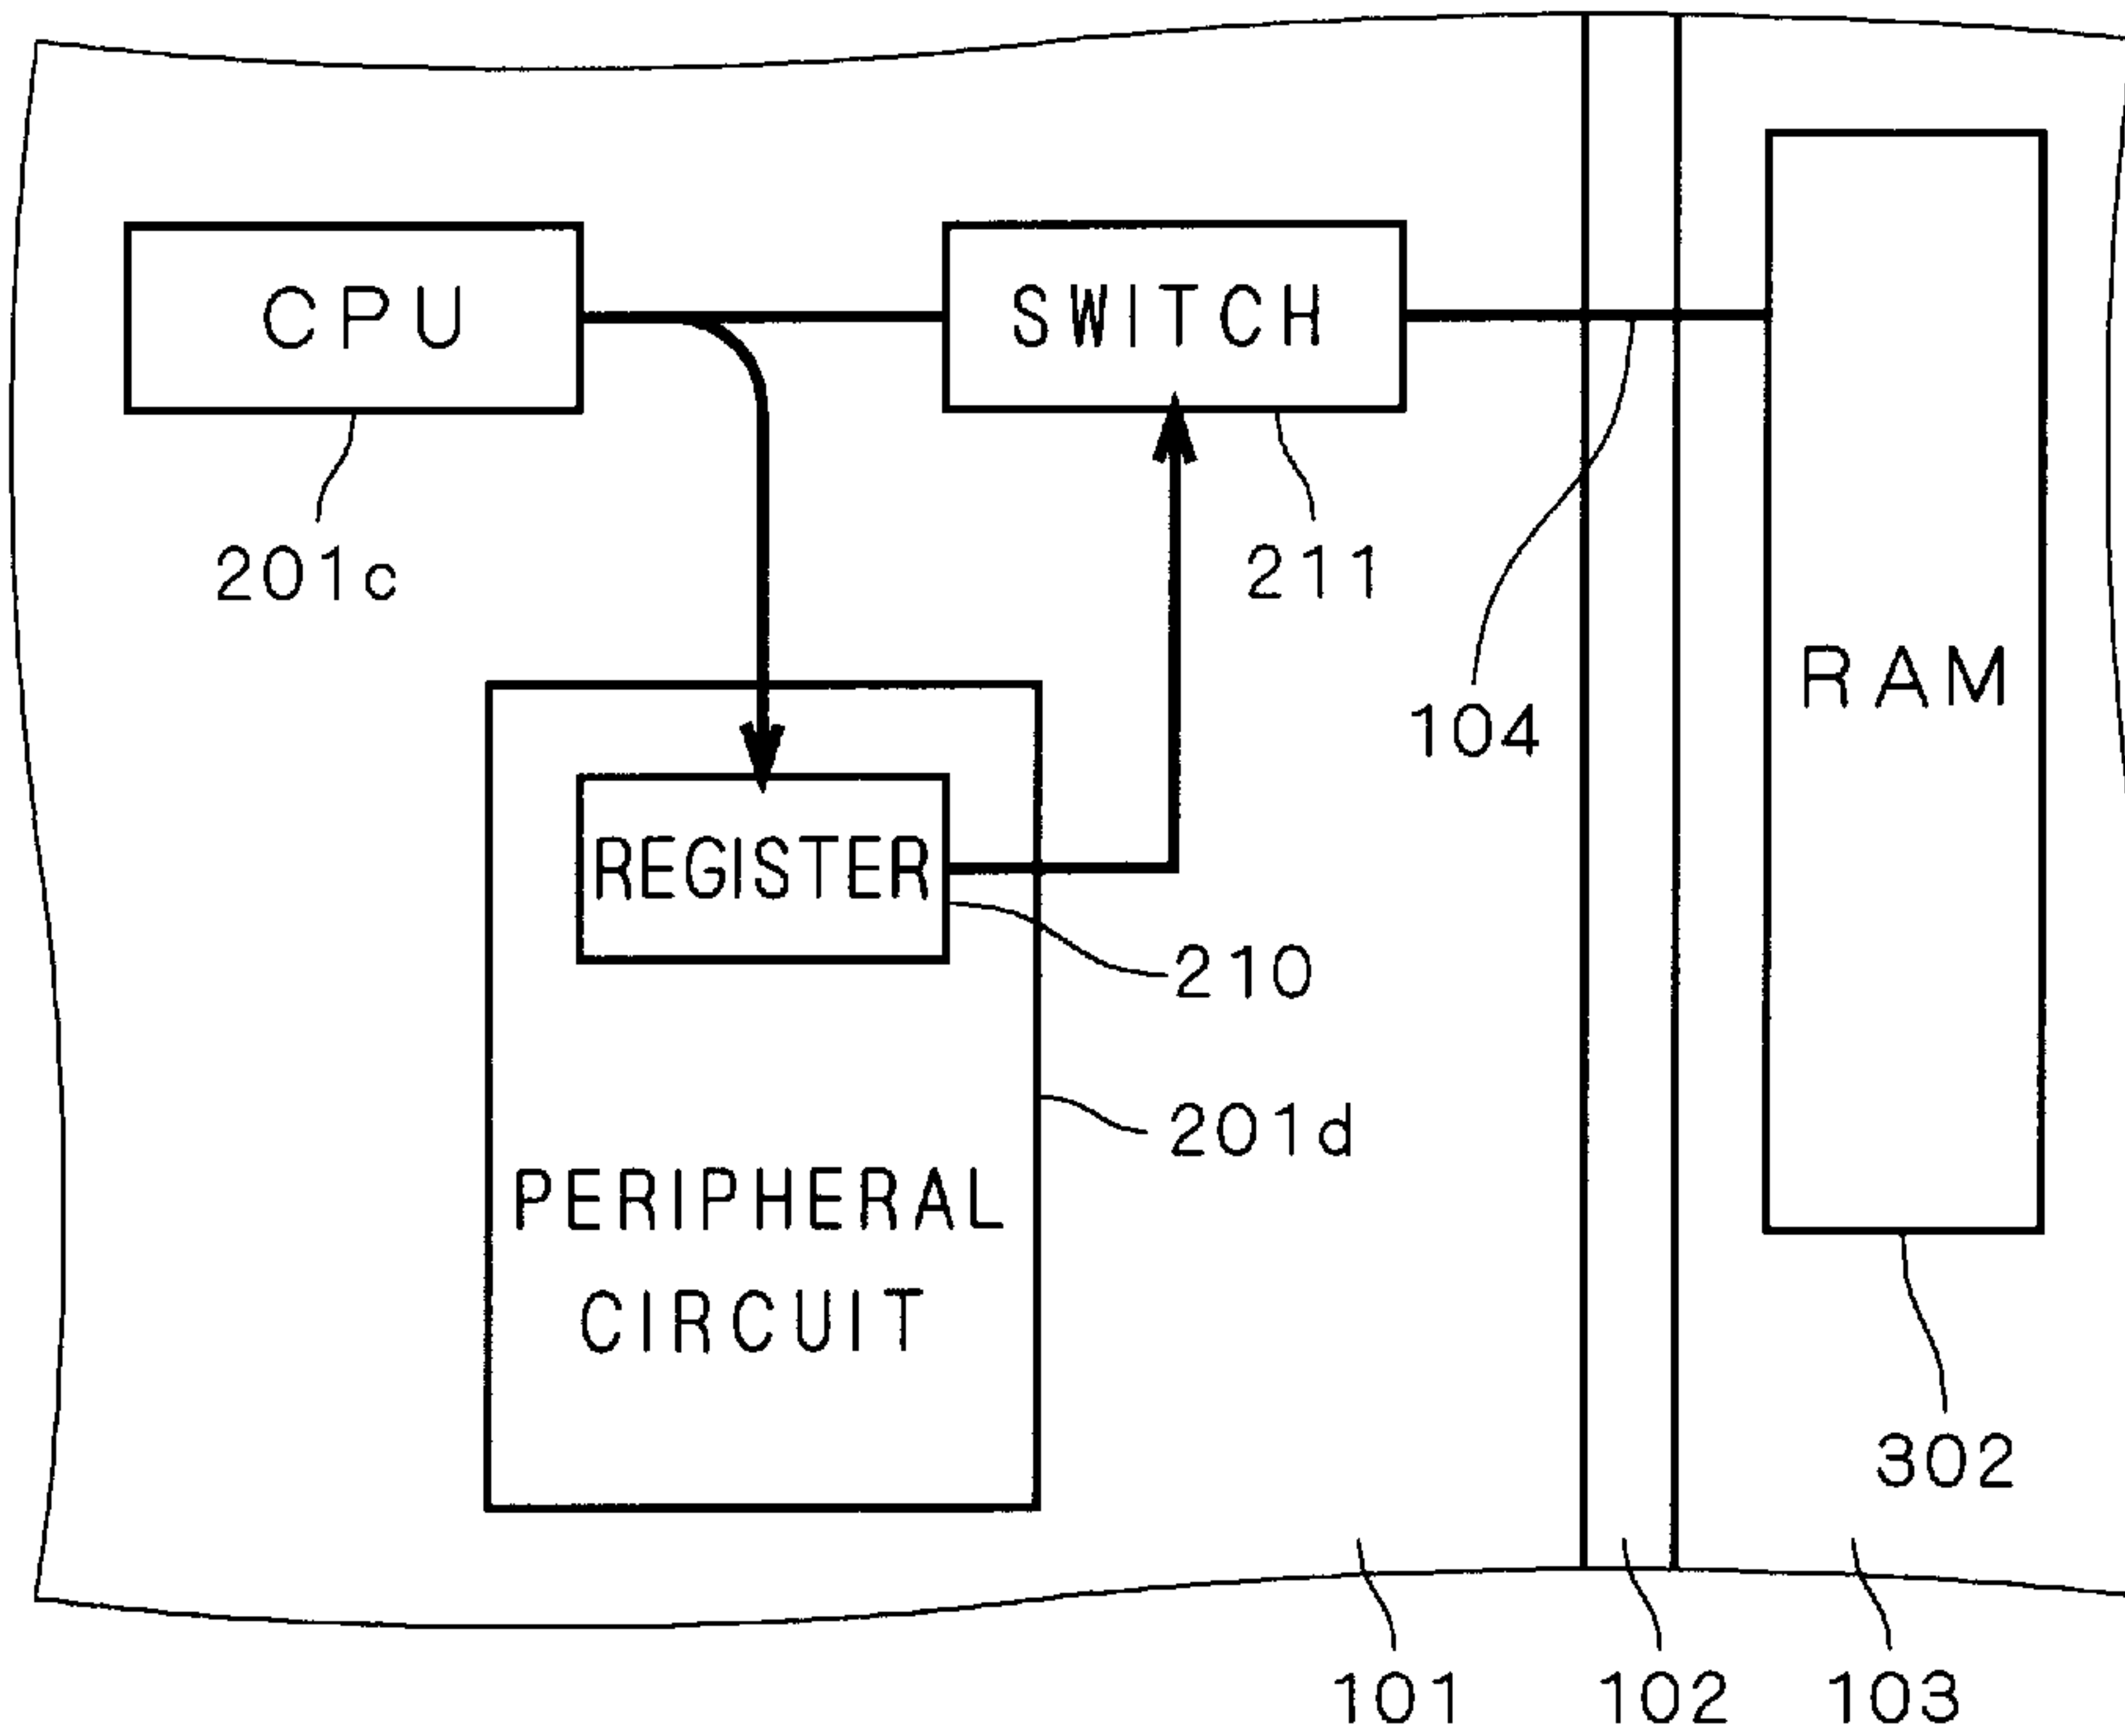 CPU
SWITCH
201c
211
RAM
104
REGISTER
210
201d
PERIPHERAL
CIRCUIT
302
101
102
103